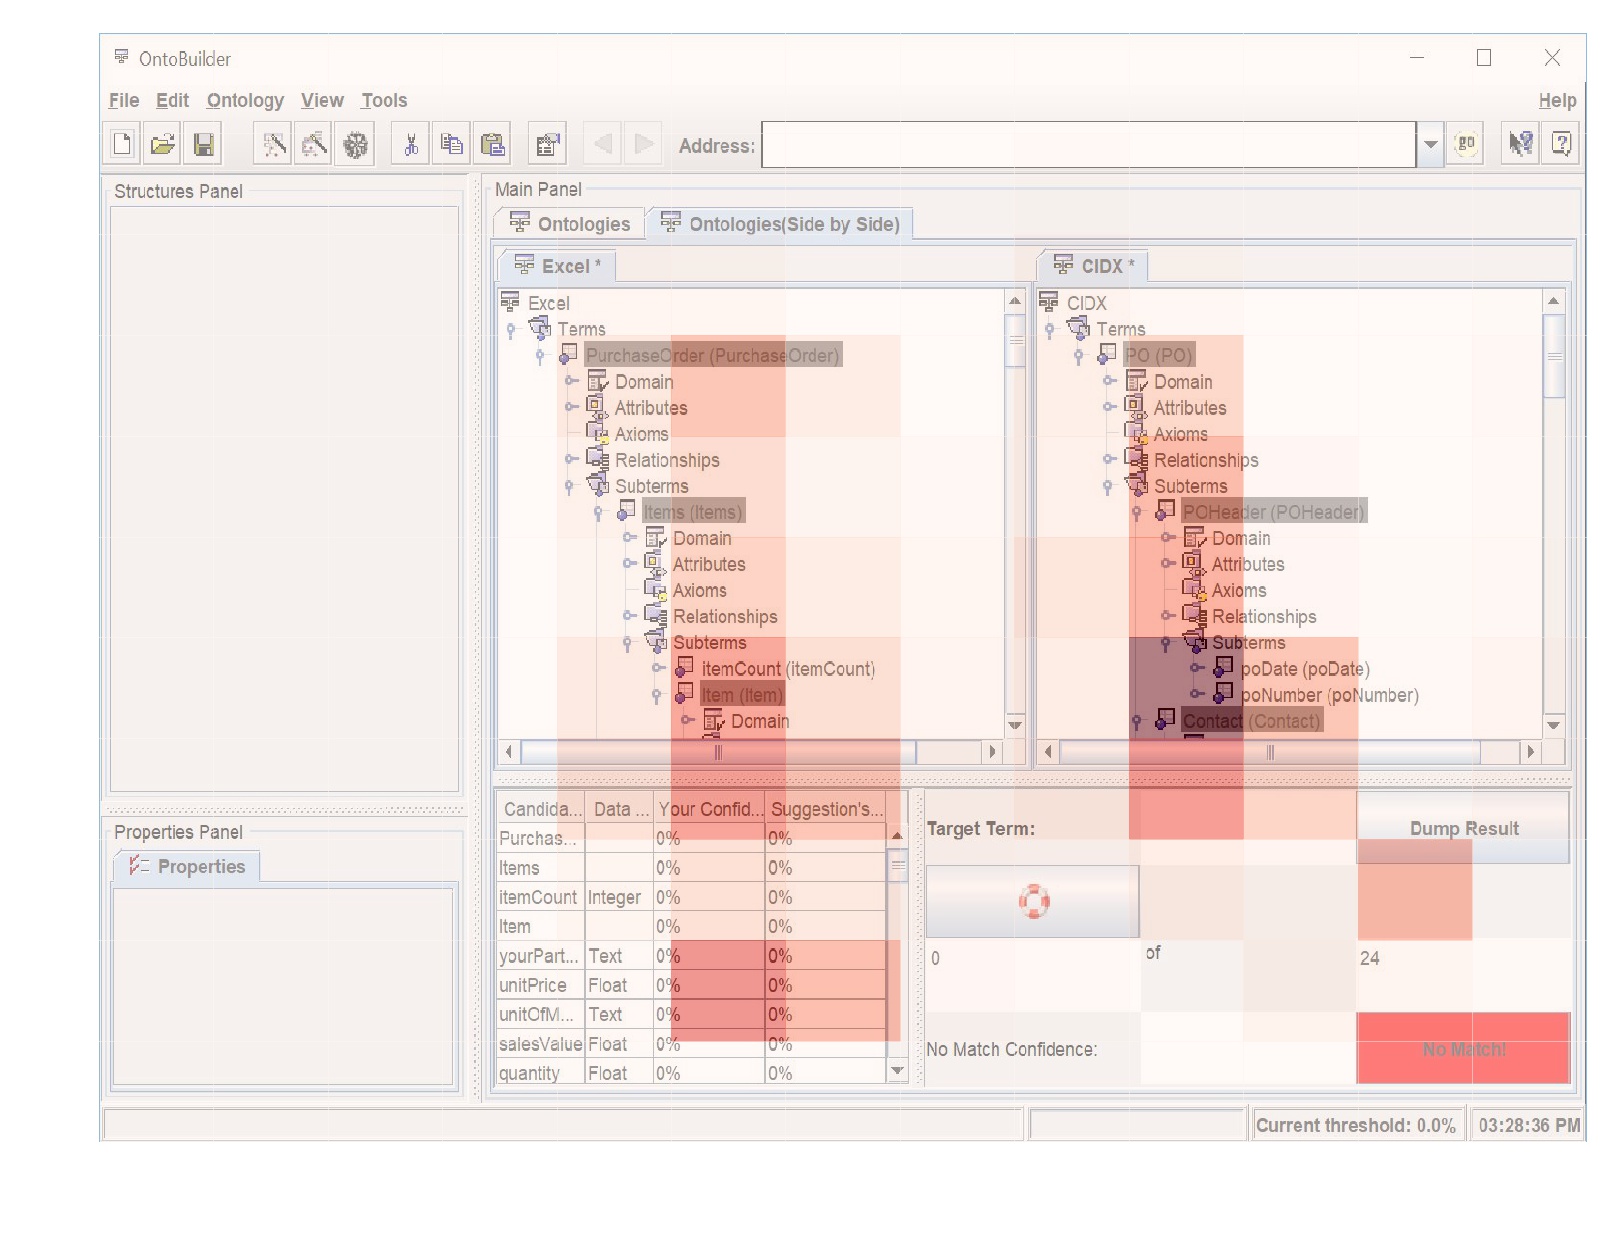 OntoBuilder
File Edit Ontology View Tools Help
Address: go
Structures Panel
Main Panel
Ontologies Ontologies(Side by Side)
Excel * CIDX *
Excel
Terms
PurchaseOrder (PurchaseOrder)
Domain
Attributes
Axioms
Relationships
Subterms
Items (Items)
Domain
Attributes
Axioms
Relationships
Subterms
itemCount (itemCount)
Item (Item)
Domain
CIDX
Terms
PO (PO)
Domain
Attributes
Axioms
Relationships
Subterms
POHeader (POHeader)
Domain
Attributes
Axioms
Relationships
Subterms
poDate (poDate)
poNumber (poNumber)
Contact (Contact)
Candida... Data ... Your Confid... Suggestion's...
Purchas... 0% 0%
Items 0% 0%
itemCount Integer 0% 0%
Item 0% 0%
yourPart... Text 0% 0%
unitPrice Float 0% 0%
unitOfM... Text 0% 0%
salesValue Float 0% 0%
quantity Float 0% 0%
Target Term: Dump Result
0 of 24
No Match Confidence: No Match!
Properties Panel
Properties
Current threshold: 0.0% 03:28:36 PM